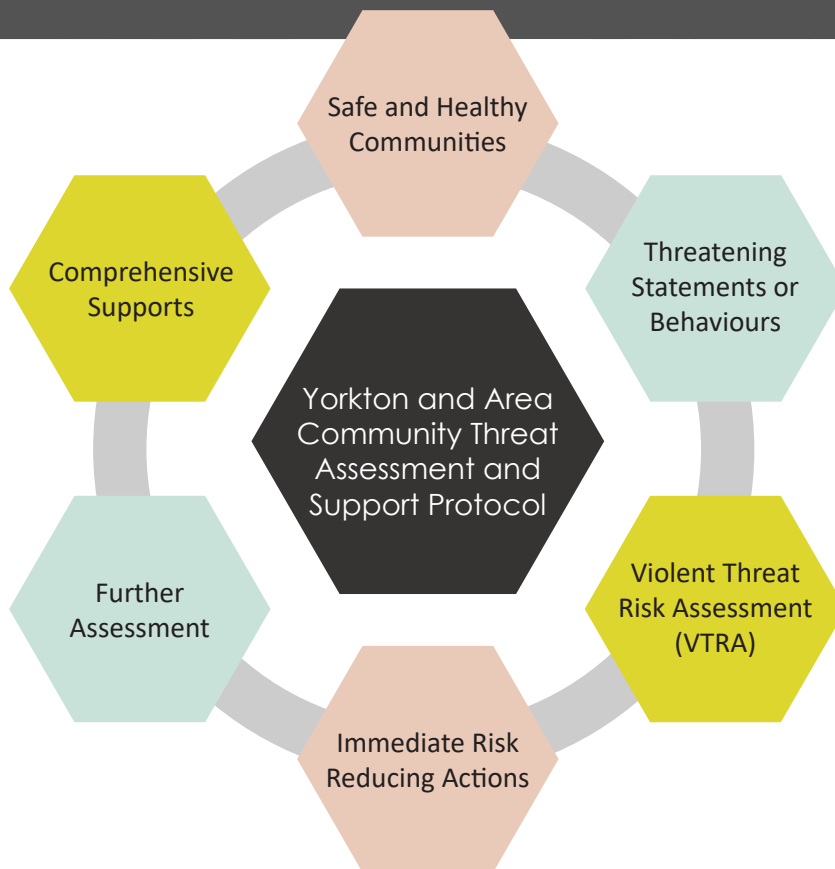 Safe and Healthy
Communities
Threatening
Statements or
Behaviours
Violent Threat
Risk Assessment
(VTRA)
Immediate Risk
Reducing Actions
Further
Assessment
Comprehensive
Supports
Yorkton and Area
Community Threat
Assessment and
Support Protocol